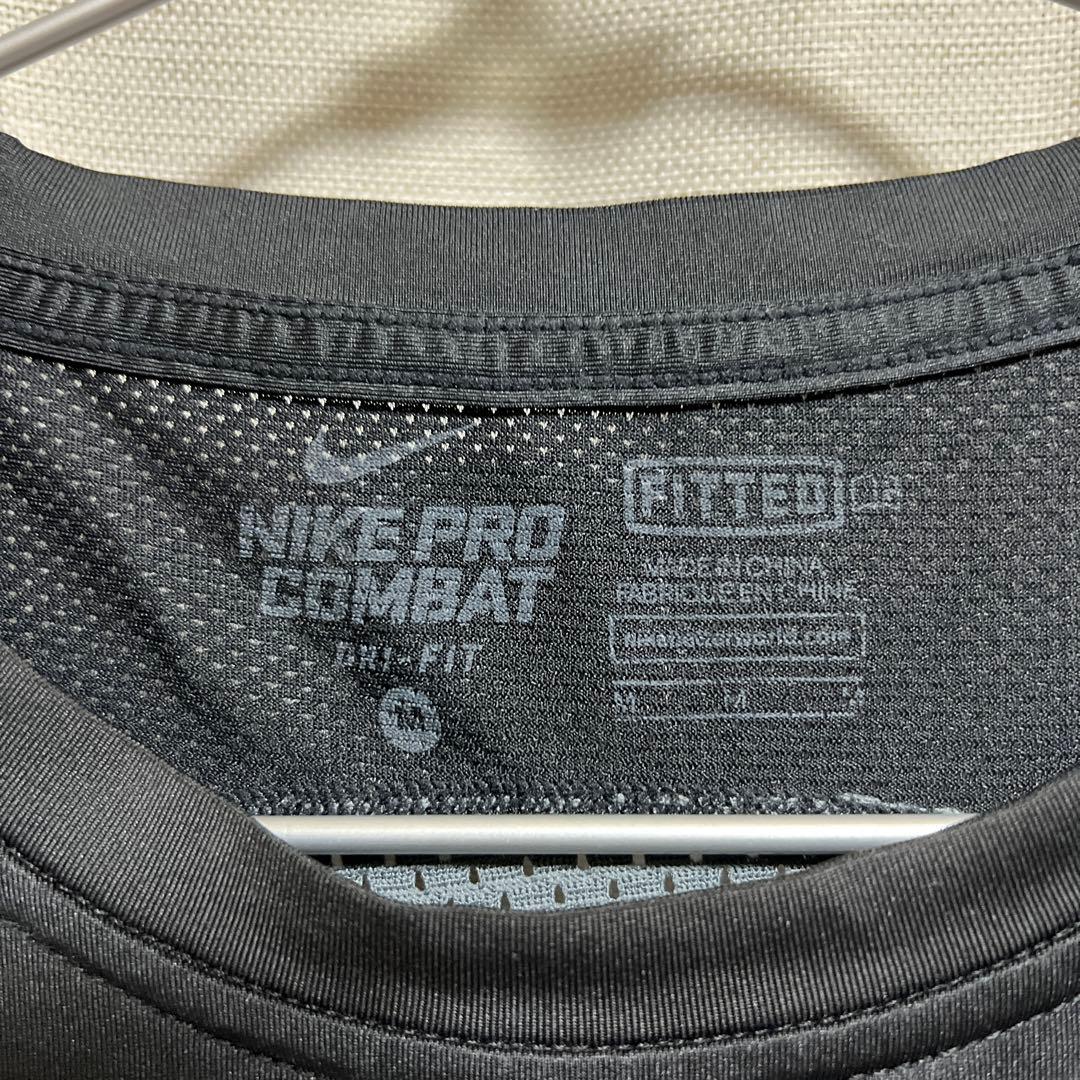 NIKE PRO
COMBAT
DRI-FIT
M
FITTED
MADE IN CHINA
FABRIQUE EN CHINE
M M M